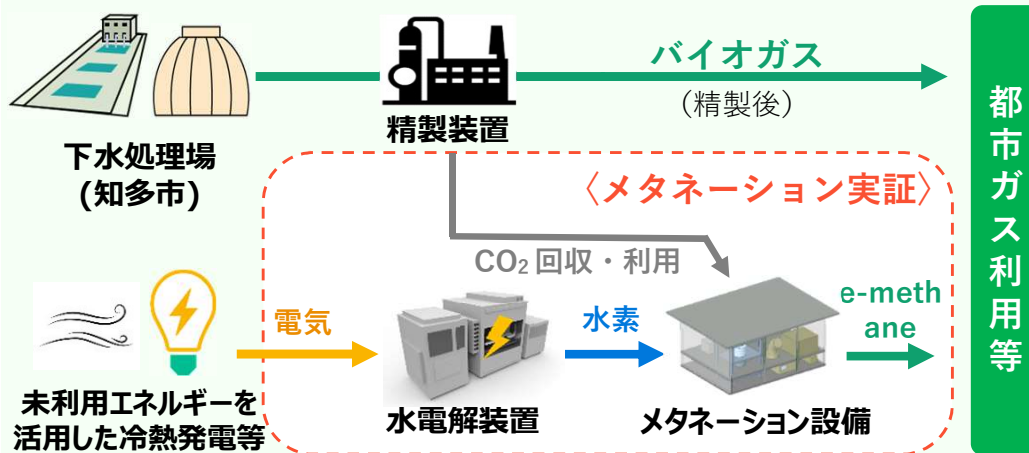 バイオガス
（精製後）
精製装置
下水処理場
(知多市)
〈メタネーション実証〉
CO₂ 回収・利用
電気
水素
e-meth
ane
未利用エネルギーを
活用した冷熱発電等
水電解装置
メタネーション設備
都市ガス利用等